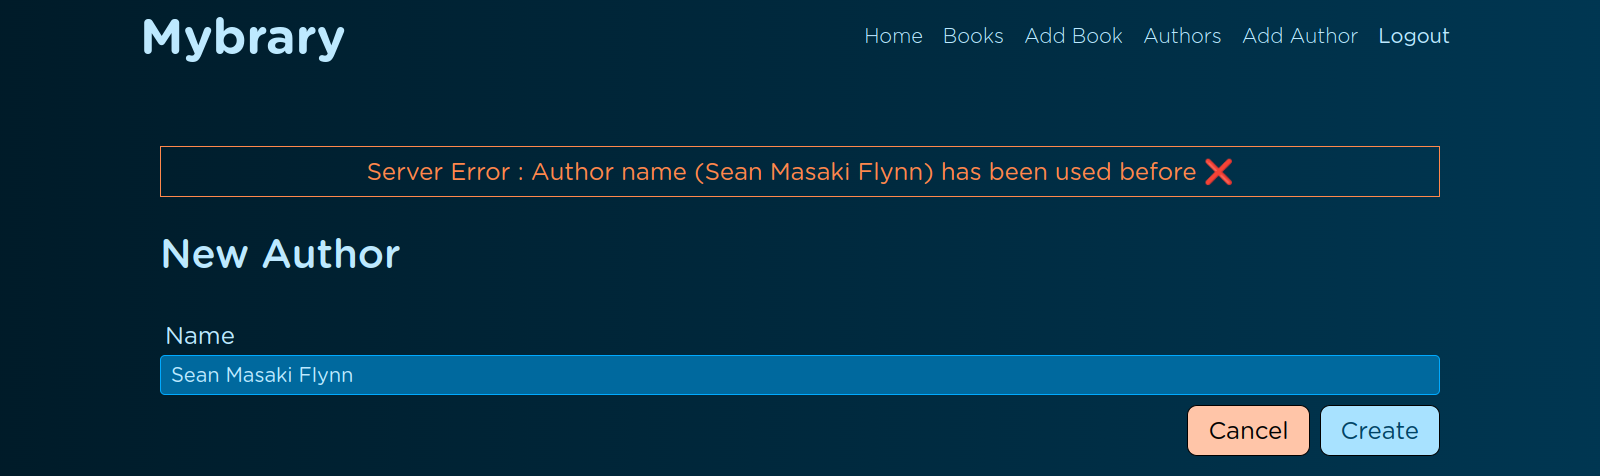 Mybrary
Home Books Add Book Authors Add Author Logout
Server Error : Author name (Sean Masaki Flynn) has been used before ❌
New Author
Name
Sean Masaki Flynn
Cancel Create